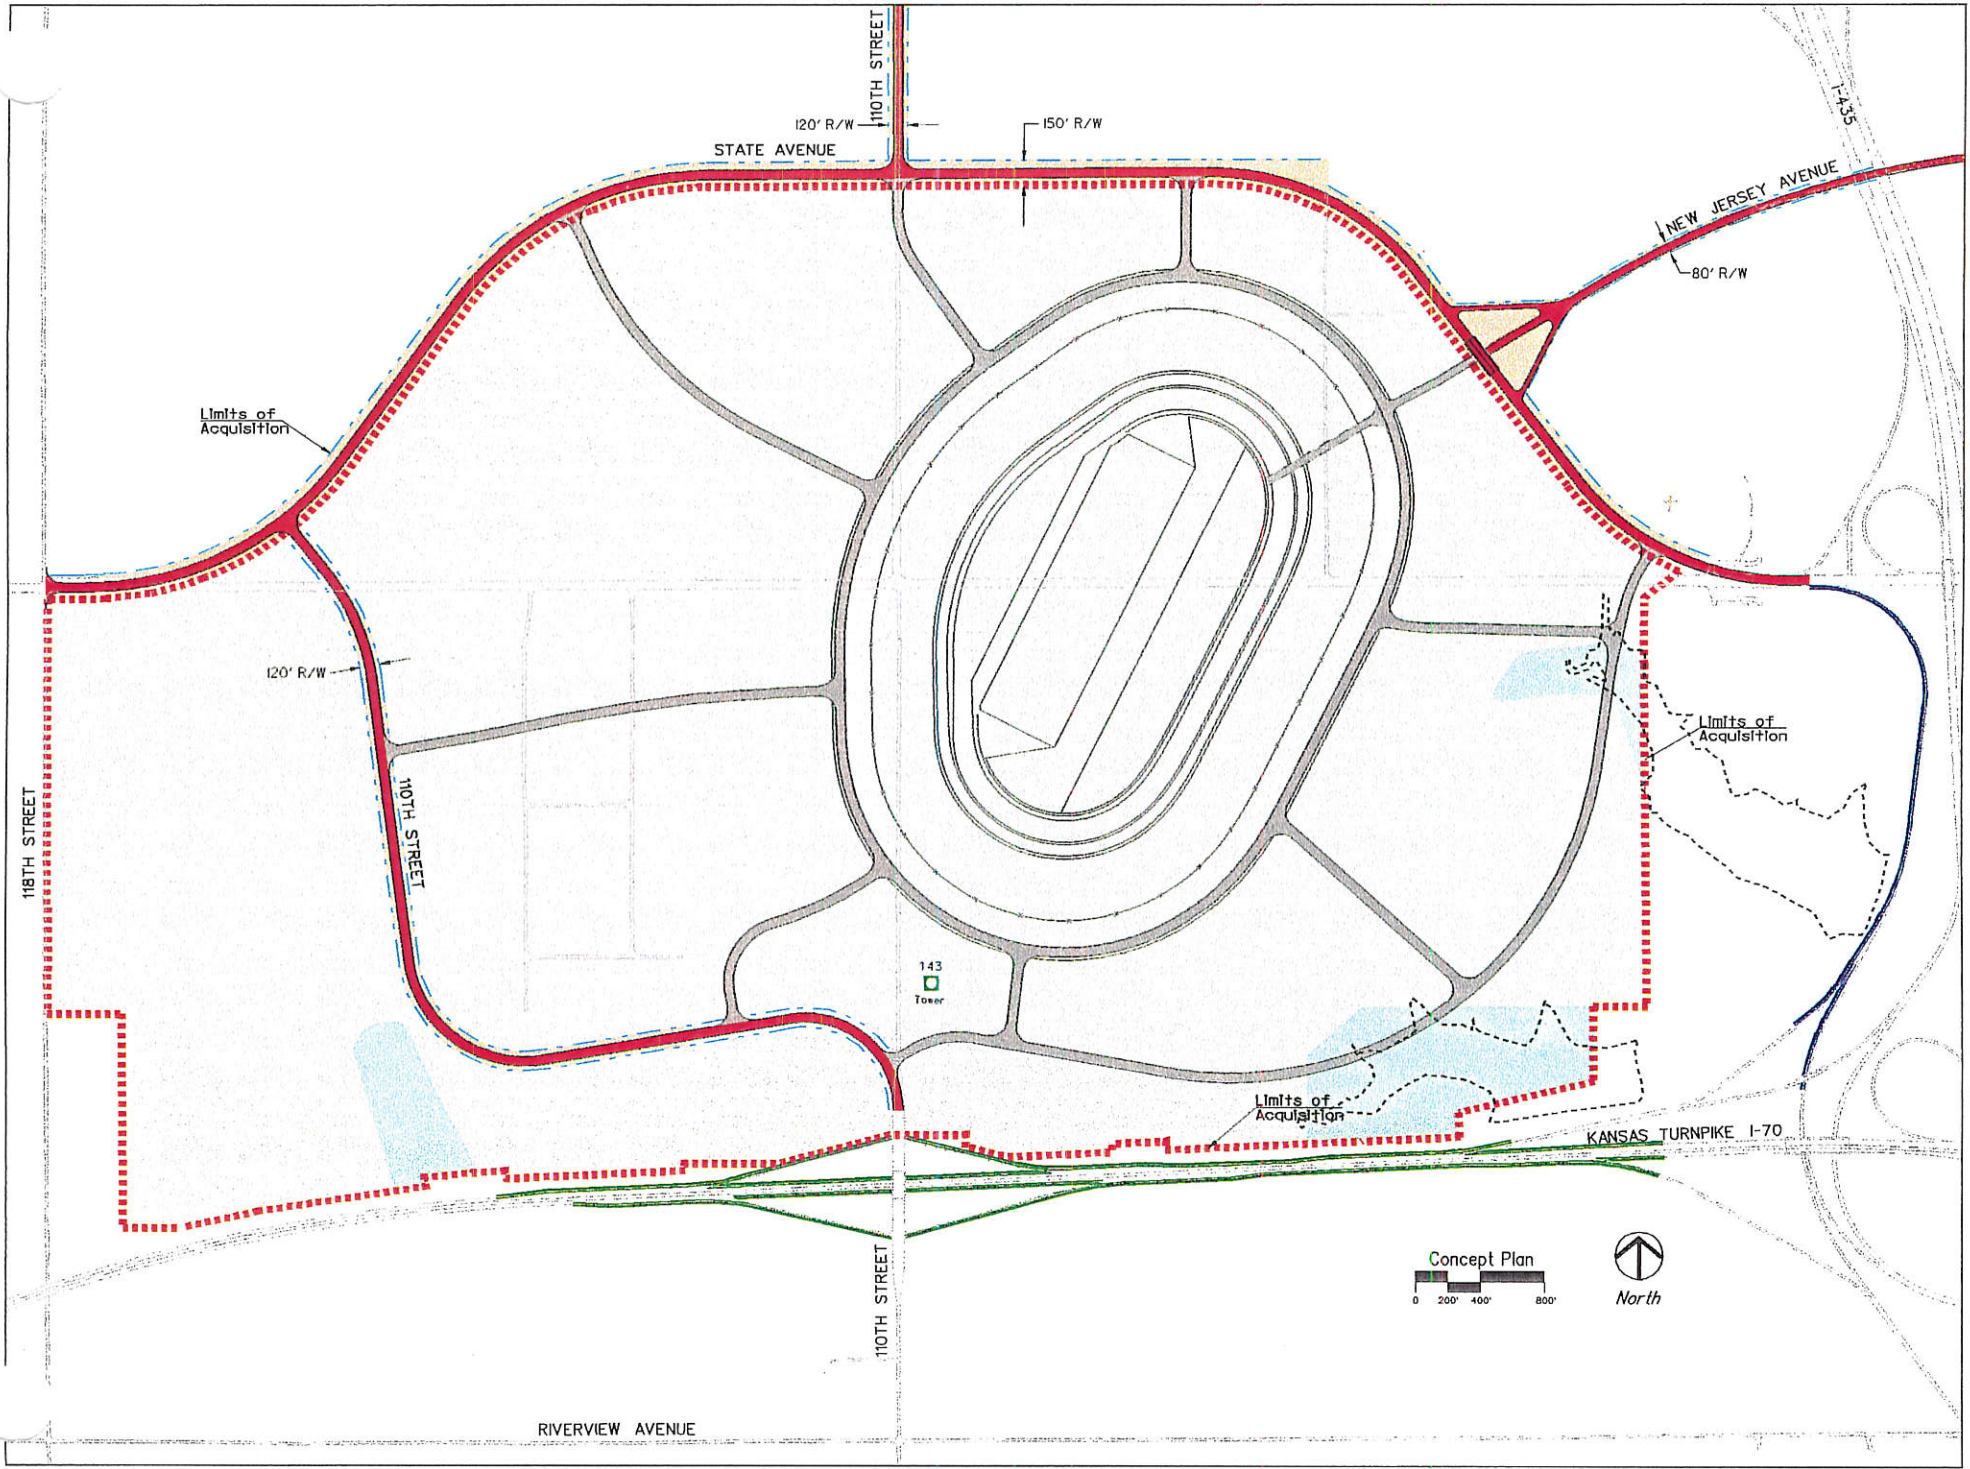 110TH STREET
I-435
120' R/W
150' R/W
STATE AVENUE
NEW JERSEY AVENUE
80' R/W
Limits of
Acquisition
120' R/W
Limits of
Acquisition
110TH STREET
118TH STREET
143
Tower
Limits of
Acquisition
KANSAS TURNPIKE I-70
110TH STREET
Concept Plan
0 200' 400' 800'
North
RIVERVIEW AVENUE